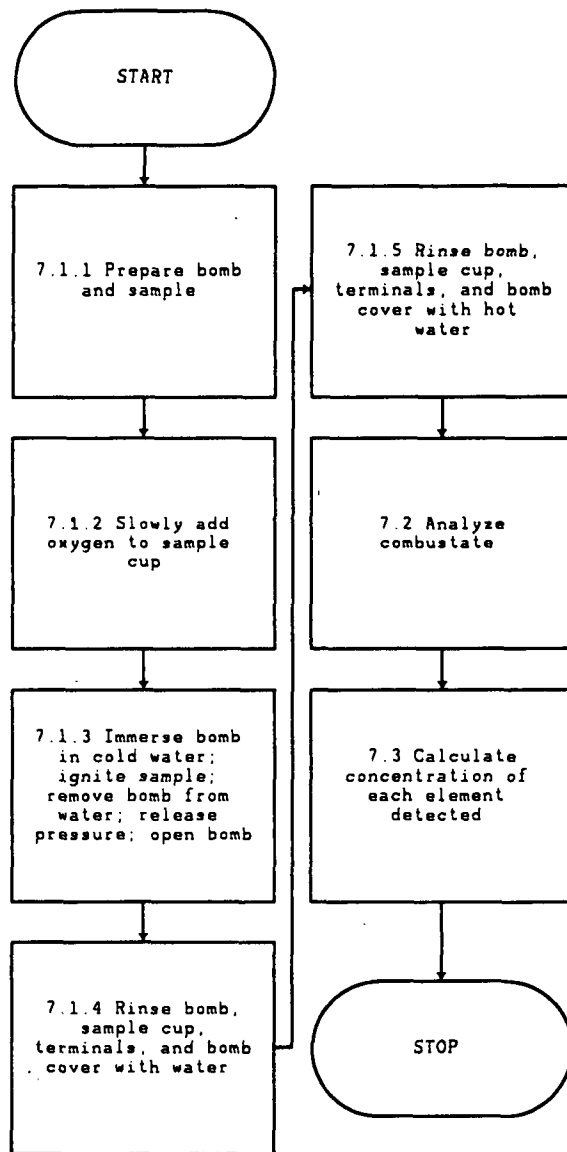 START
7.1.1 Prepare bomb
and sample
7.1.2 Slowly add
oxygen to sample
cup
7.1.3 Immerse bomb
in cold water;
ignite sample;
remove bomb from
water; release
pressure; open bomb
7.1.4 Rinse bomb,
sample cup,
terminals, and bomb
cover with water
7.1.5 Rinse bomb,
sample cup,
terminals, and bomb
cover with hot
water
7.2 Analyze
combustate
7.3 Calculate
concentration of
each element
detected
STOP